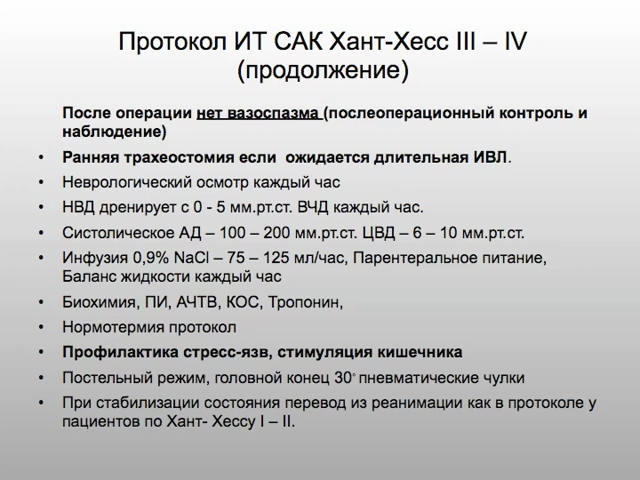 Протокол ИТ САК Хант-Хесс III – IV
(продолжение)
После операции нет вазоспазма (послеоперационный контроль и
наблюдение)
• Ранняя трахеостомия если ожидается длительная ИВЛ.
• Неврологический осмотр каждый час
• НВД дренирует с 0 - 5 мм.рт.ст. ВЧД каждый час.
• Систолическое АД – 100 – 200 мм.рт.ст. ЦВД – 6 – 10 мм.рт.ст.
• Инфузия 0,9% NaCl – 75 – 125 мл/час, Парентеральное питание,
Баланс жидкости каждый час
• Биохимия, ПИ, АЧТВ, КОС, Тропонин,
• Нормотермия протокол
• Профилактика стресс-язв, стимуляция кишечника
• Постельный режим, головной конец 30° пневматические чулки
• При стабилизации состояния перевод из реанимации как в протоколе у
пациентов по Хант- Хессу I – II.